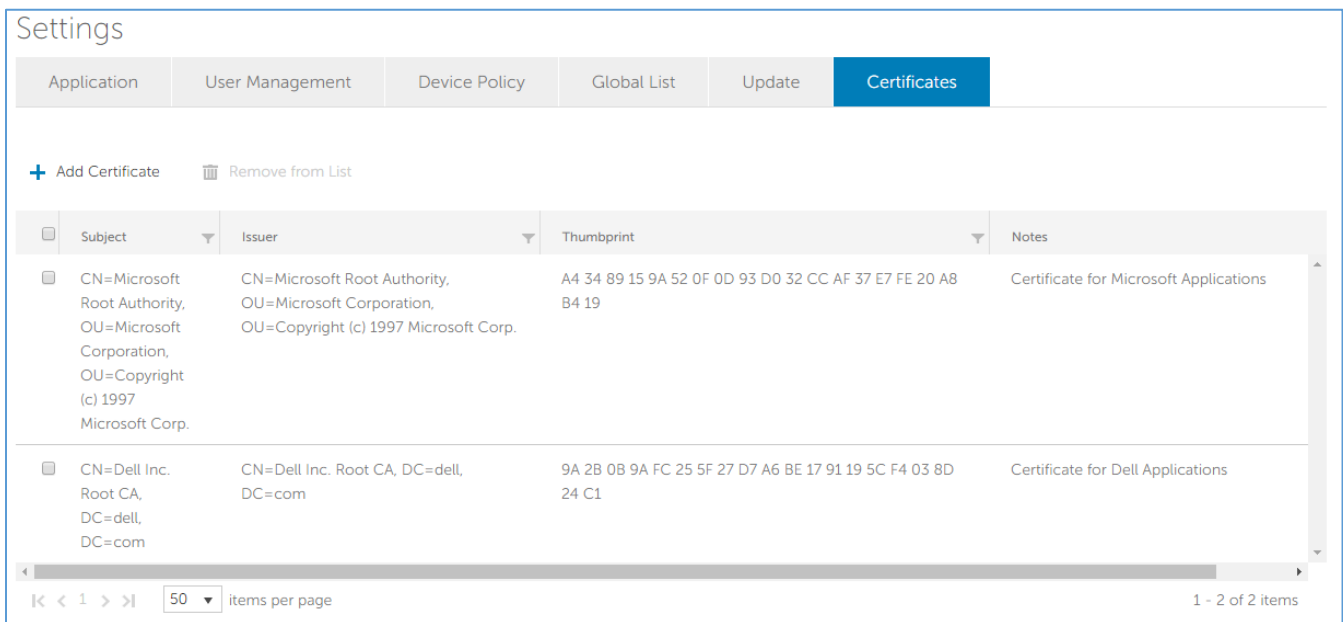 Settings
Application User Management Device Policy Global List Update Certificates
+ Add Certificate Remove from List
Subject Issuer Thumbprint Notes
CN=Microsoft CN=Microsoft Root Authority, A4 34 89 15 9A 52 0F 0D 93 D0 32 CC AF 37 E7 FE 20 A8 Certificate for Microsoft Applications
Root Authority, OU=Microsoft Corporation, B4 19
OU=Microsoft OU=Copyright (c) 1997 Microsoft Corp.
Corporation,
OU=Copyright
(c) 1997
Microsoft Corp.
CN=Dell Inc. CN=Dell Inc. Root CA, DC=dell, 9A 2B 0B 9A FC 25 5F 27 D7 A6 BE 17 91 19 5C F4 03 8D Certificate for Dell Applications
Root CA, DC=com 24 C1
DC=dell,
DC=com
1 50 items per page 1 - 2 of 2 items